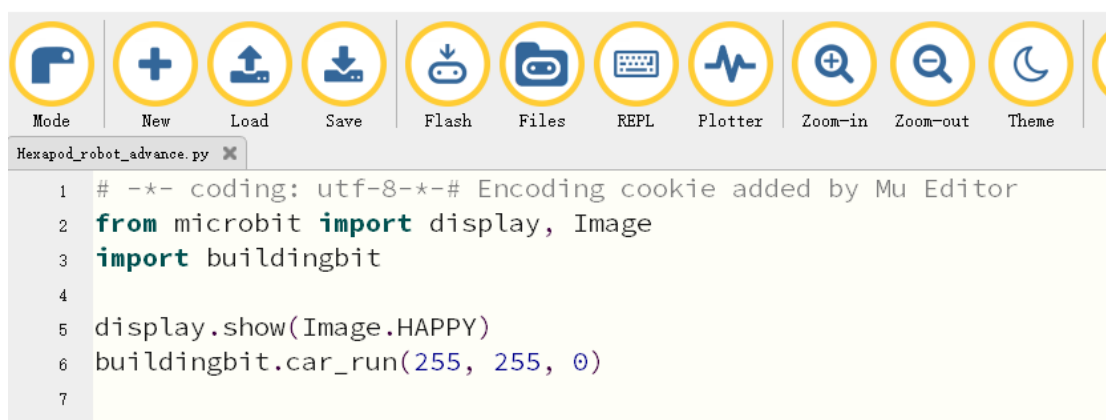 Mode New Load Save Flash Files REPL Plotter Zoom-in Zoom-out Theme
Hexapod_robot_advance.py
1 # -*- coding: utf-8-*-# Encoding cookie added by Mu Editor
2 from microbit import display, Image
3 import buildingbit
4
5 display.show(Image.HAPPY)
6 buildingbit.car_run(255, 255, 0)
7